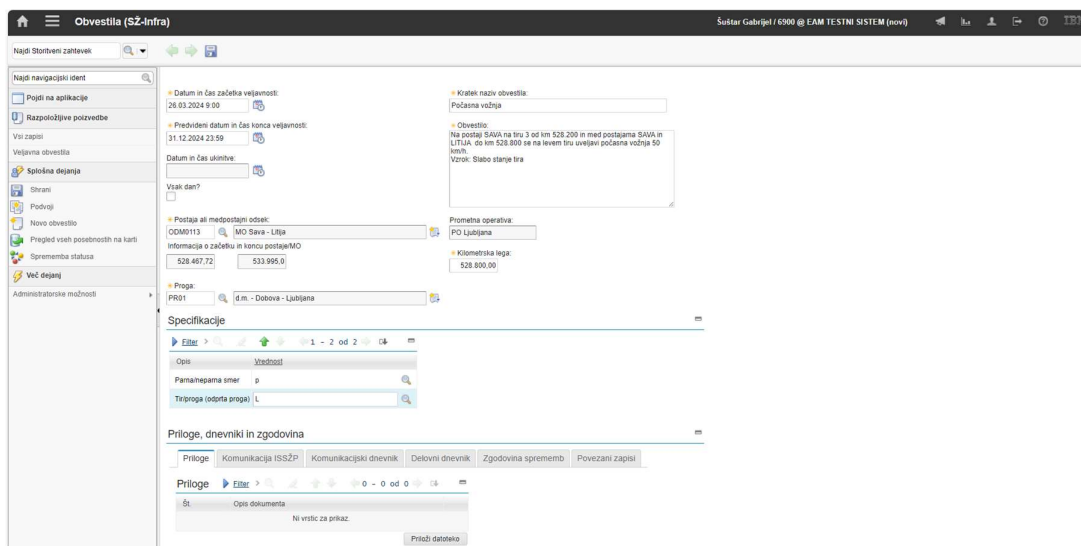 Obvestila (SŽ-Infra)
Šuštar Gabrijel / 6900 @ EAM TESTNI SISTEM (novi)
IBM
Najdi Storitveni zahtevek
Najdi navigacijski ident
Pojdi na aplikacije
Razpoložljive poizvedbe
Vsi zapisi
Veljavna obvestila
Splošna dejanja
Shrani
Podvoji
Novo obvestilo
Pregled vseh posebnostih na karti
Sprememba statusa
Več dejanj
Administratorske možnosti
Datum in čas začetka veljavnosti:
26.03.2024 9:00
Predvideni datum in čas konca veljavnosti:
31.12.2024 23:59
Datum in čas ukinitve:
Vsak dan?
Kratek naziv obvestila:
Počasna vožnja
Obvestilo:
Na postaji SAVA na tiru 3 od km 528.200 in med postajama SAVA in
LITIJA do km 528.800 se na levem tiru uveljavi počasna vožnja 50
km/h.
Vzrok: Slabo stanje tira
Postaja ali medpostajni odsek:
ODM0113 MO Sava - Litija
Informacija o začetku in koncu postaje/MO
528.467,72 533.995,0
Prometna operativa:
PO Ljubljana
Kilometrska lega:
528.800,00
Proga:
PR01 d.m. - Dobova - Ljubljana
Specifikacije
Filter 1 - 2 od 2
Opis Vrednost
Parna/neparna smer p
Tir/proga (odprta proga) L
Priloge, dnevniki in zgodovina
Priloge Komunikacija ISSŽP Komunikacijski dnevnik Delovni dnevnik Zgodovina sprememb Povezani zapisi
Priloge Filter 0 - 0 od 0
Št. Opis dokumenta
Ni vrstic za prikaz.
Priloži datoteko